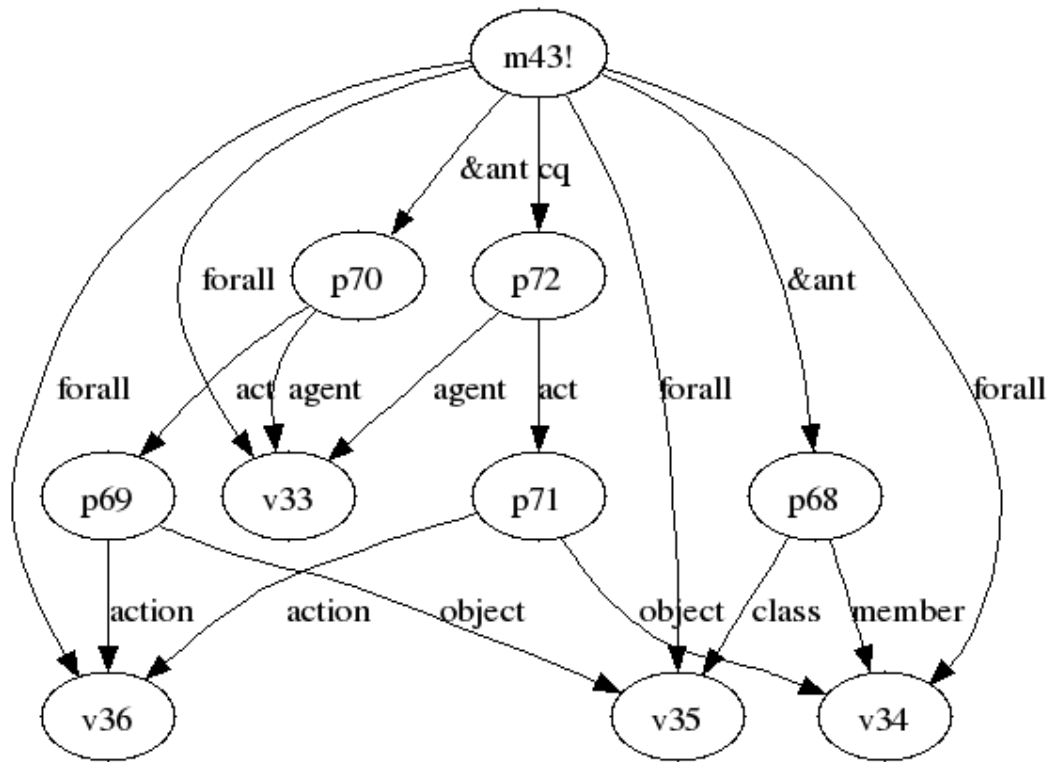 m43!
&ant cq
p70 p72 forall &ant
forall act agent agent act forall forall
p69 v33 p71 p68
action action object object class member
v36 v35 v34